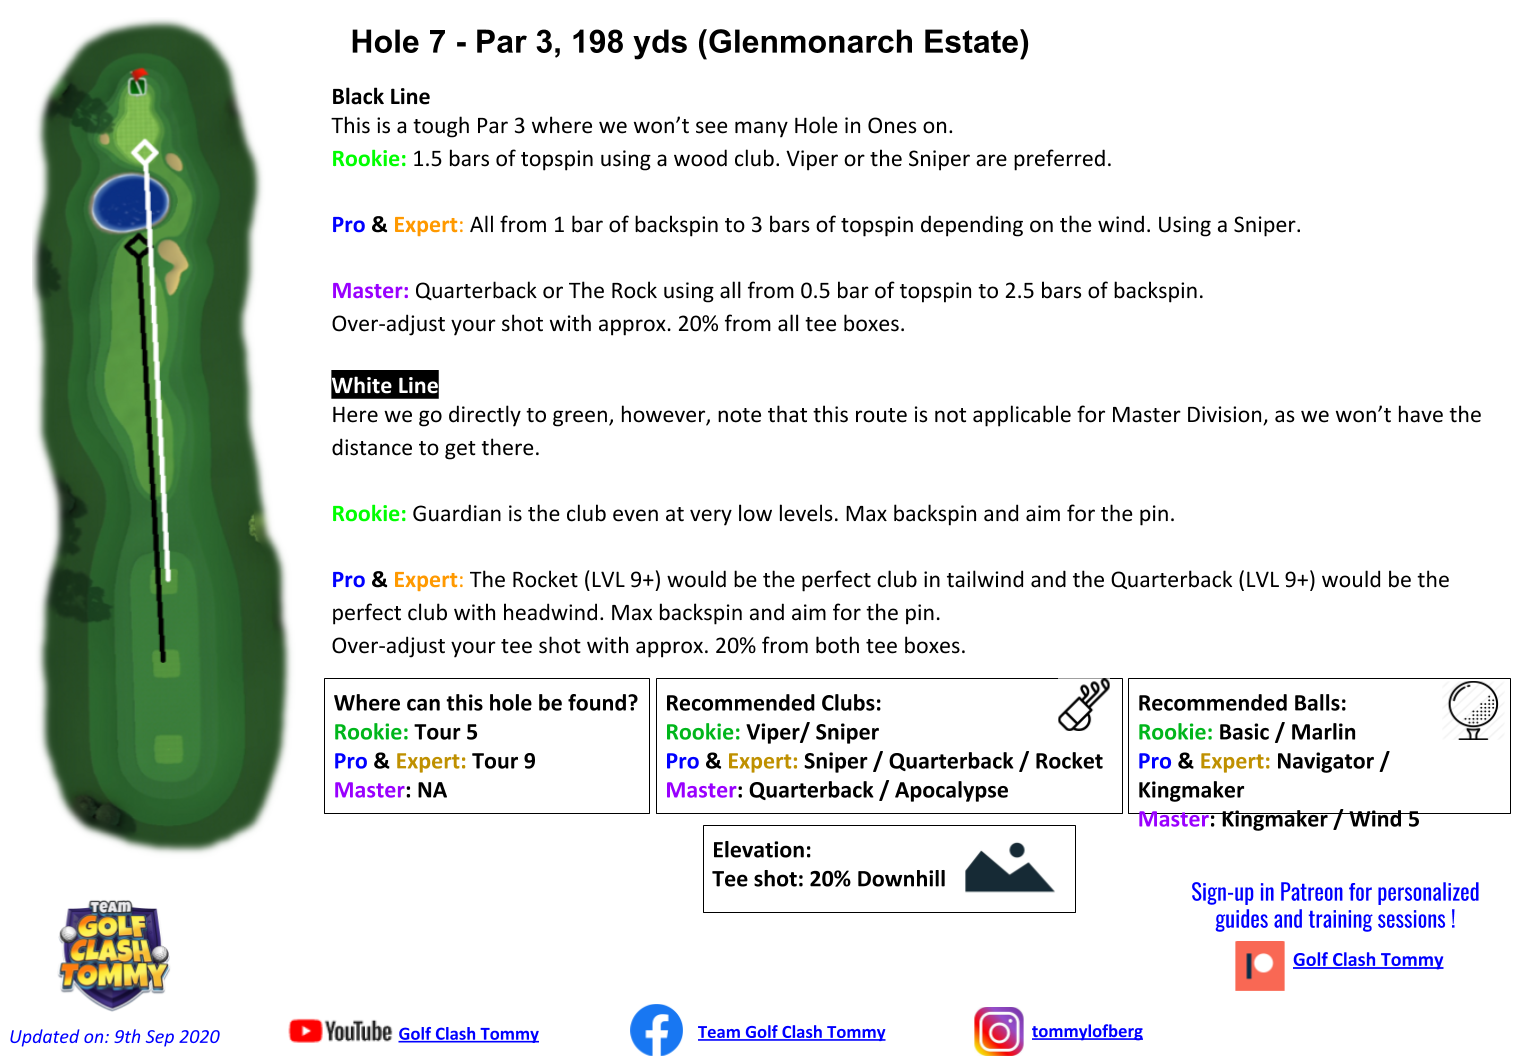 Hole 7 - Par 3, 198 yds (Glenmonarch Estate)
Black Line
This is a tough Par 3 where we won't see many Hole in Ones on.
Rookie: 1.5 bars of topspin using a wood club. Viper or the Sniper are preferred.
Pro & Expert: All from 1 bar of backspin to 3 bars of topspin depending on the wind. Using a Sniper.
Master: Quarterback or The Rock using all from 0.5 bar of topspin to 2.5 bars of backspin.
Over-adjust your shot with approx. 20% from all tee boxes.
White Line
Here we go directly to green, however, note that this route is not applicable for Master Division, as we won't have the
distance to get there.
Rookie: Guardian is the club even at very low levels. Max backspin and aim for the pin.
Pro & Expert: The Rocket (LVL 9+) would be the perfect club in tailwind and the Quarterback (LVL 9+) would be the
perfect club with headwind. Max backspin and aim for the pin.
Over-adjust your tee shot with approx. 20% from both tee boxes.
Where can this hole be found?
Rookie: Tour 5
Pro & Expert: Tour 9
Master: NA
Recommended Clubs:
Rookie: Viper/ Sniper
Pro & Expert: Sniper / Quarterback / Rocket
Master: Quarterback / Apocalypse
Recommended Balls:
Rookie: Basic / Marlin
Pro & Expert: Navigator /
Kingmaker
Master: Kingmaker / Wind 5
Elevation:
Tee shot: 20% Downhill
Sign-up in Patreon for personalized
guides and training sessions !
Golf Clash Tommy
TEAM
GOLF
CLASH
TOMMY
Updated on: 9th Sep 2020
YouTube Golf Clash Tommy
Team Golf Clash Tommy
tommylofberg